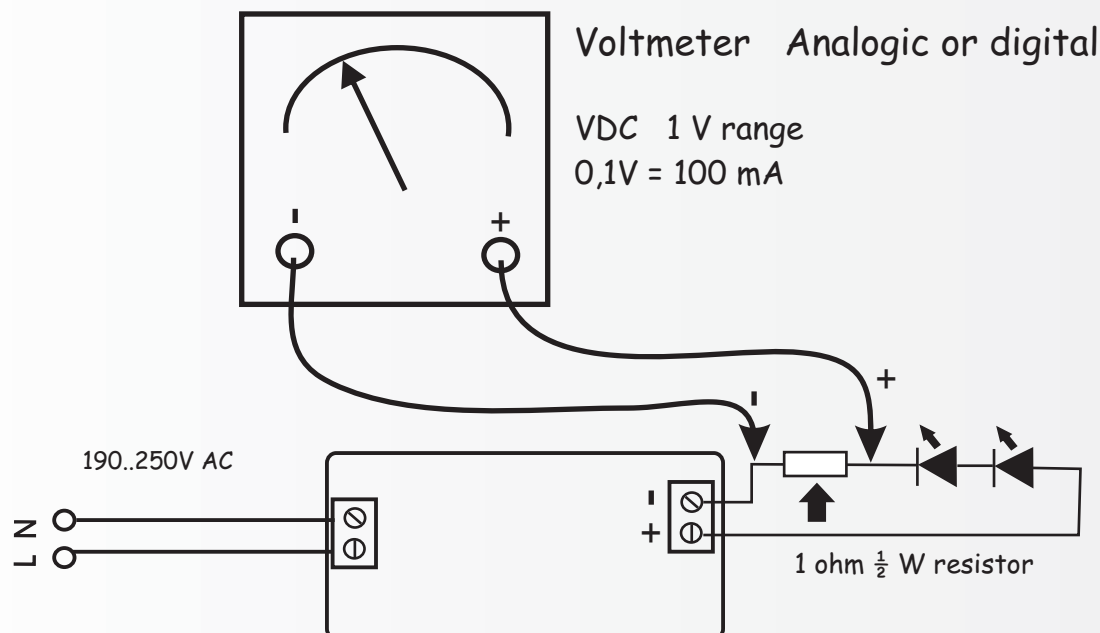 Voltmeter Analogic or digital
VDC 1 V range
0,1V = 100 mA
- +
- +
190..250V AC
N
L
-
+
1 ohm ½ W resistor